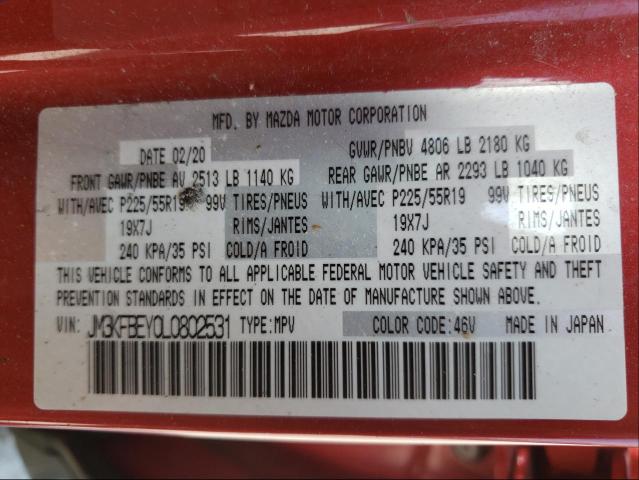 MFD. BY MAZDA MOTOR CORPORATION
DATE 02/20 GVWR/PNBV 4806 LB 2180 KG
FRONT GAWR/PNBE AV 2513 LB 1140 KG REAR GAWR/PNBE AR 2293 LB 1040 KG
WITH/AVEC P225/55R19 99V TIRES/PNEUS WITH/AVEC P225/55R19 99V TIRES/PNEUS
19X7J RIMS/JANTES 19X7J RIMS/JANTES
240 KPA/35 PSI COLD/A FROID 240 KPA/35 PSI COLD/A FROID
THIS VEHICLE CONFORMS TO ALL APPLICABLE FEDERAL MOTOR VEHICLE SAFETY AND THEFT
PREVENTION STANDARDS IN EFFECT ON THE DATE OF MANUFACTURE SHOWN ABOVE.
VIN: JM3KFBEY0L0802531 TYPE:MPV COLOR CODE:46V MADE IN JAPAN